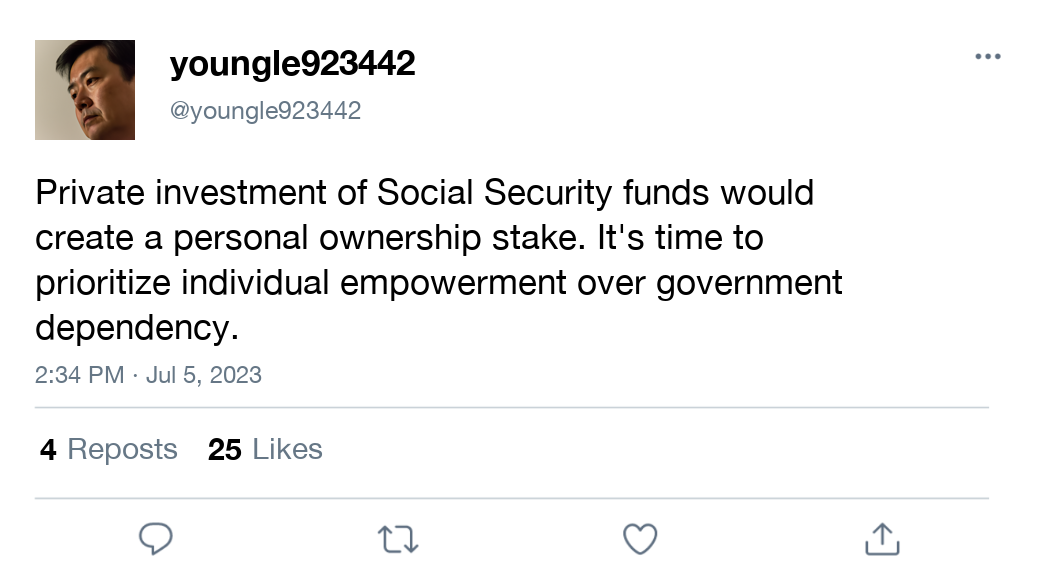 youngle923442
@youngle923442
Private investment of Social Security funds would
create a personal ownership stake. It's time to
prioritize individual empowerment over government
dependency.
2:34 PM · Jul 5, 2023
4 Reposts 25 Likes